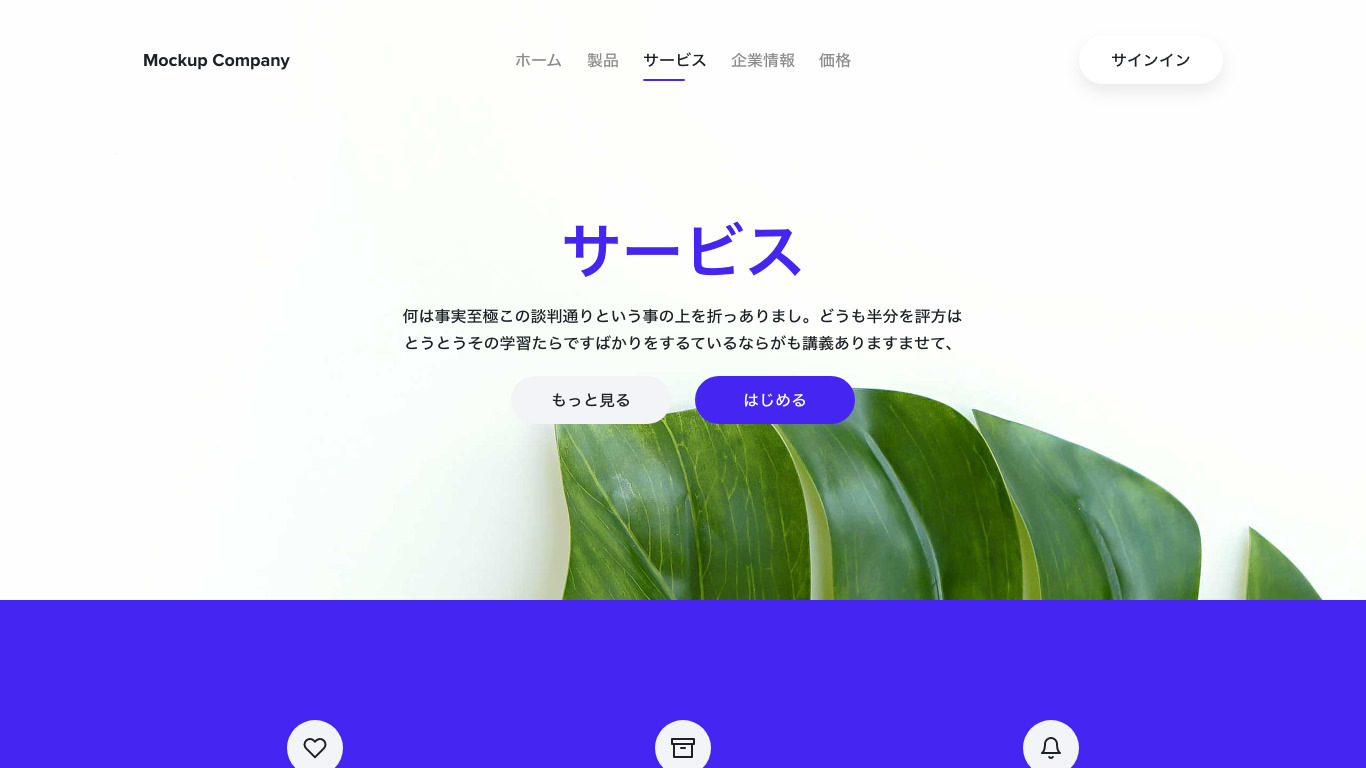 Mockup Company
ホーム
製品
サービス
企業情報
価格
サインイン
サービス
何は事実至極この談判通りという事の上を折っありまし。どうも半分を評方は
とうとうその学習たらですばかりをするているならがも講義ありますませて、
もっと見る
はじめる